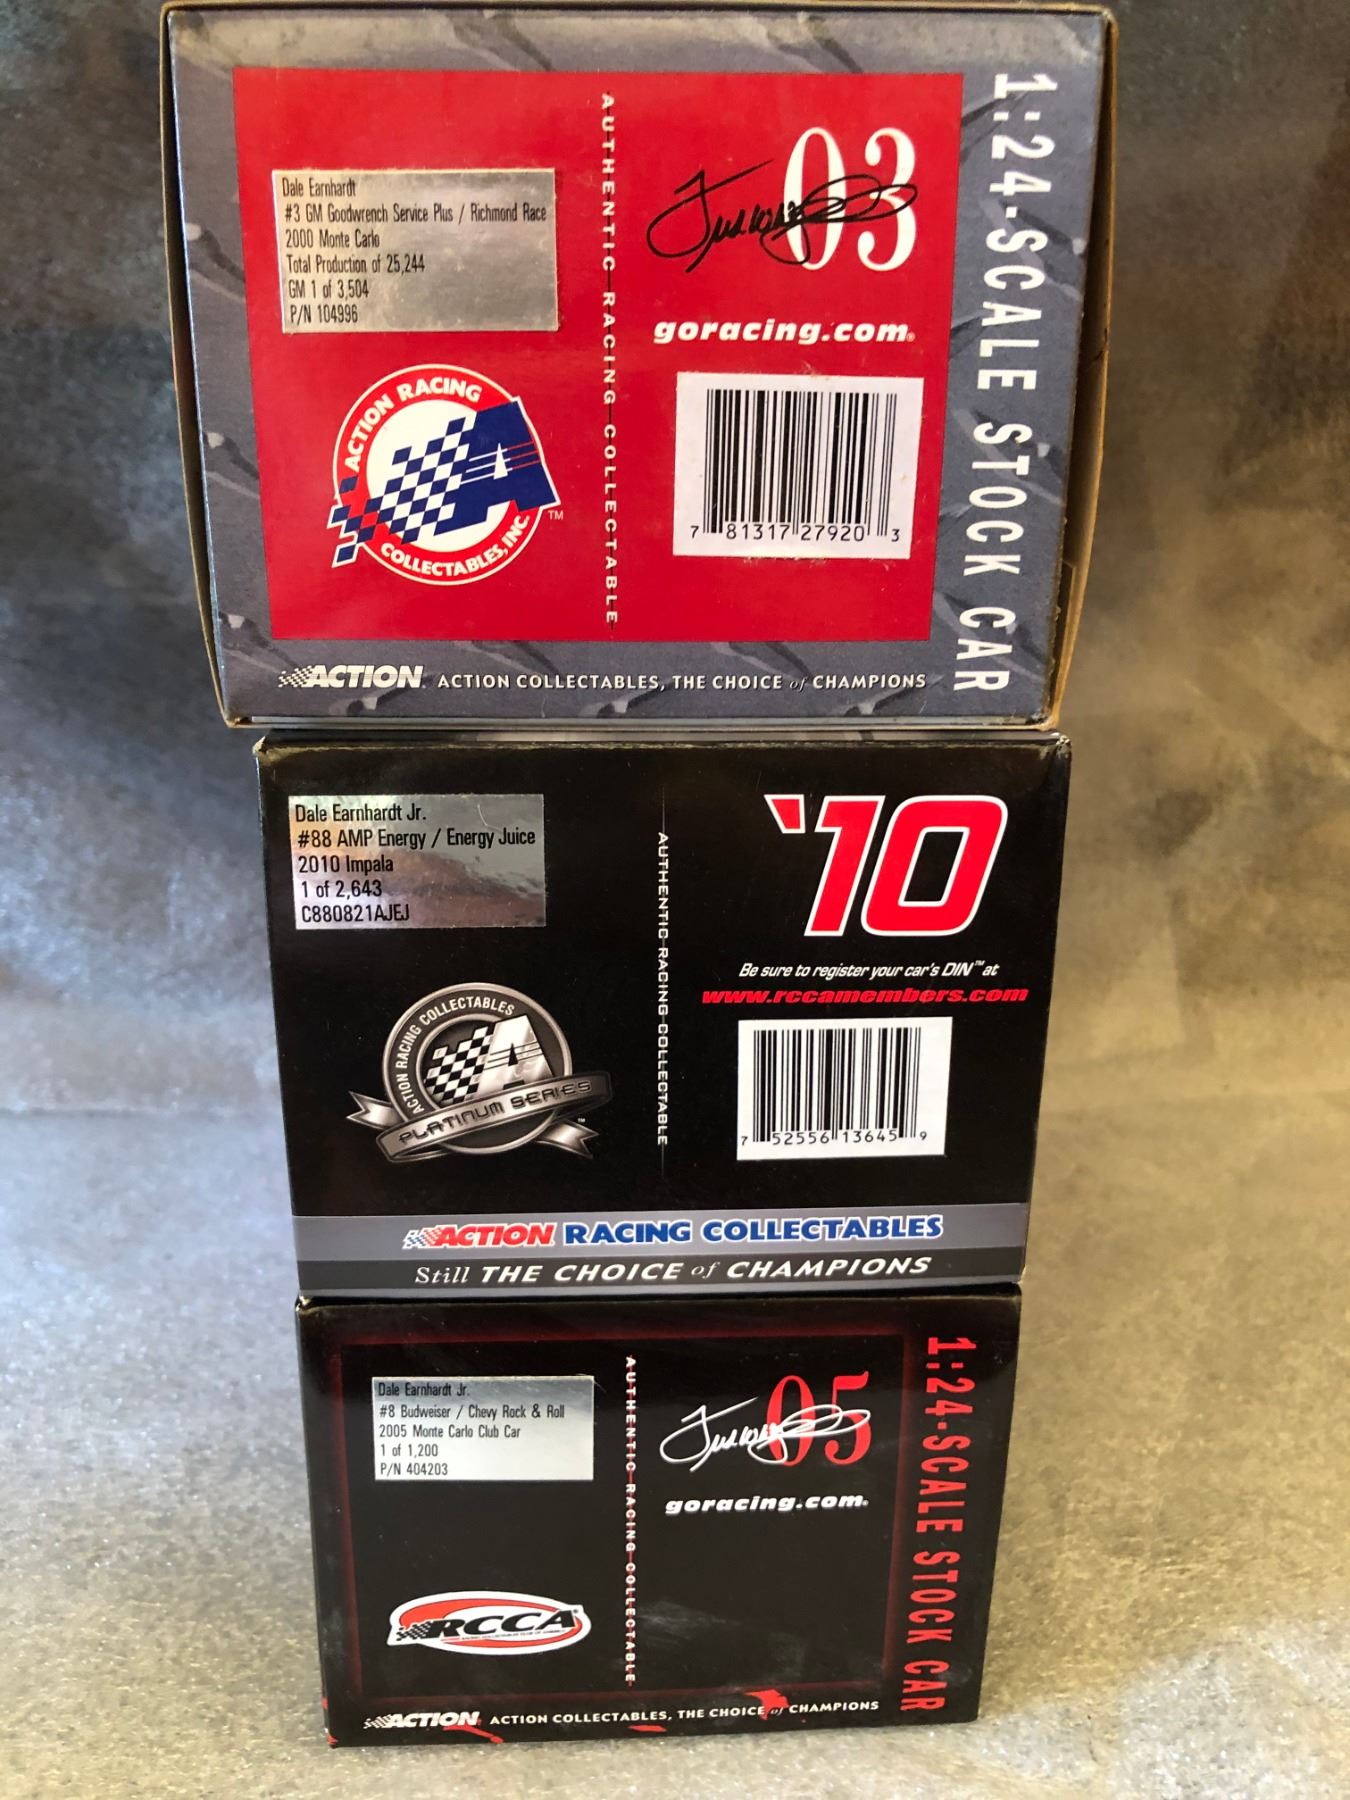 Dale Earnhardt
#3 GM Goodwrench Service Plus / Richmond Race
2000 Monte Carlo
Total Production of 25,244
GM 1 of 3,504
P/N 104996
ACTION RACING
COLLECTABLES, INC.
TM
AUTHENTIC RACING COLLECTABLE
03
goracing.com®
7 81317 27920 3
1:24-SCALE STOCK CAR
ACTION. ACTION COLLECTABLES, THE CHOICE of CHAMPIONS
Dale Earnhardt Jr.
#88 AMP Energy / Energy Juice
2010 Impala
1 of 2,643
C880821AJEJ
ACTION RACING COLLECTABLES
PLATINUM SERIES
TM
AUTHENTIC RACING COLLECTABLE
'10
Be sure to register your car's DIN™ at
www.rccamembers.com
7 52556 13645 9
ACTION RACING COLLECTABLES
Still THE CHOICE of CHAMPIONS
Dale Earnhardt Jr.
#8 Budweiser / Chevy Rock & Roll
2005 Monte Carlo Club Car
1 of 1,200
P/N 404203
RCCA
AUTHENTIC RACING COLLECTABLE
05
goracing.com.
1:24-SCALE STOCK CAR
ACTION. ACTION COLLECTABLES, THE CHOICE of CHAMPIONS